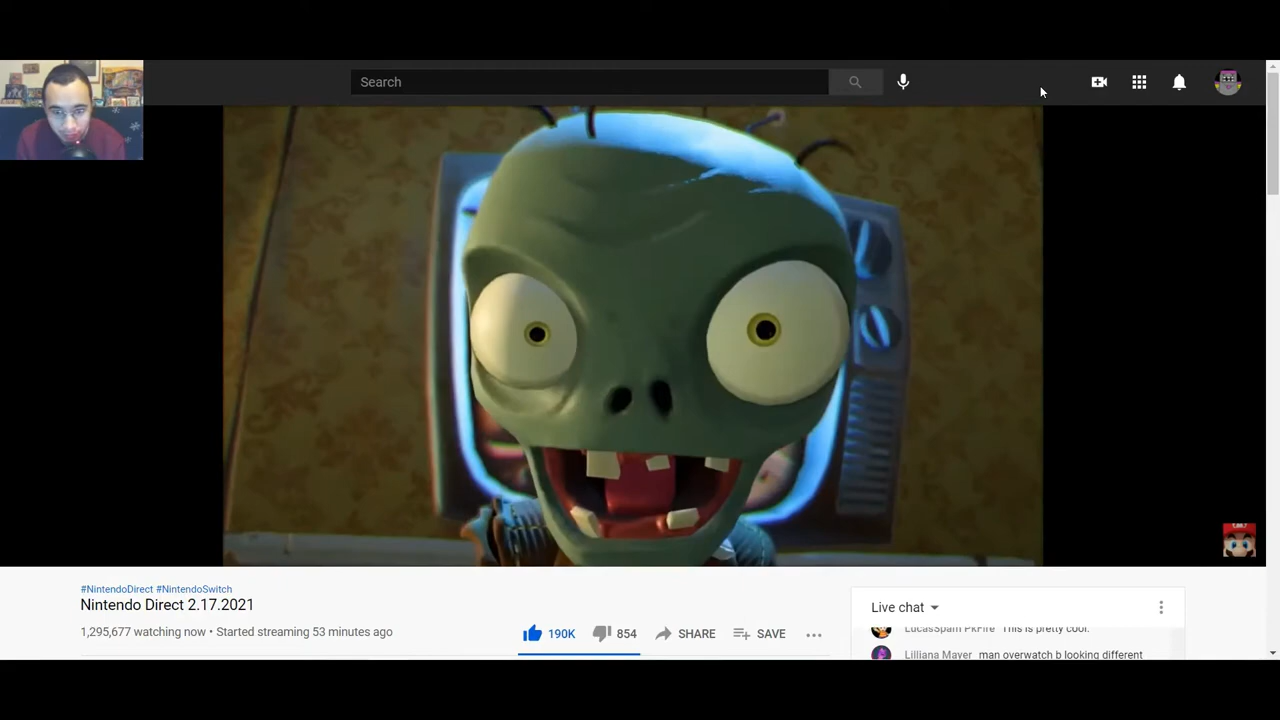 Search
#NintendoDirect #NintendoSwitch
Nintendo Direct 2.17.2021
1,295,677 watching now • Started streaming 53 minutes ago
190K
854
SHARE
SAVE
Live chat
LucasSpam PkFire This is pretty cool.
Lilliana Mayer man overwatch b looking different